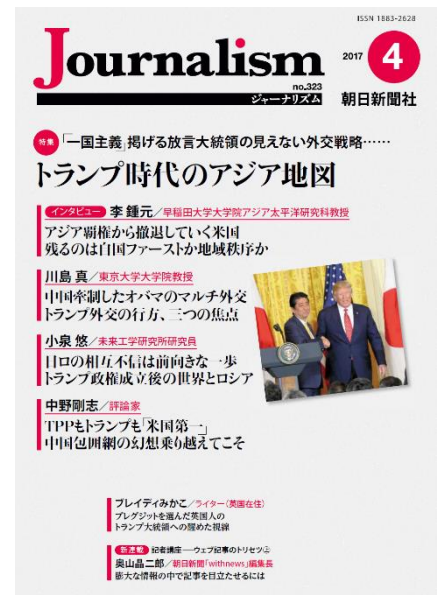 ISSN 1883-2628
Journalism
2017 4
no.323
ジャーナリズム
朝日新聞社
特集 「一国主義」掲げる放言大統領の見えない外交戦略……
トランプ時代のアジア地図
インタビュー 李 鍾元/早稲田大学大学院アジア太平洋研究科教授
アジア覇権から撤退していく米国
残るのは自国ファーストか地域秩序か
川島 真/東京大学大学院教授
中国牽制したオバマのマルチ外交
トランプ外交の行方、三つの焦点
小泉 悠/未来工学研究所研究員
日ロの相互不信は前向きな一歩
トランプ政権成立後の世界とロシア
中野剛志/評論家
TPPもトランプも「米国第一」
中国包囲網の幻想乗り越えてこそ
ブレイディみかこ/ライター(英国在住)
ブレグジットを選んだ英国人の
トランプ大統領への醒めた視線
新連載 記者講座――ウェブ記事のトリセツ㊤
奥山晶二郎/朝日新聞「withnews」編集長
膨大な情報の中で記事を目立たせるには